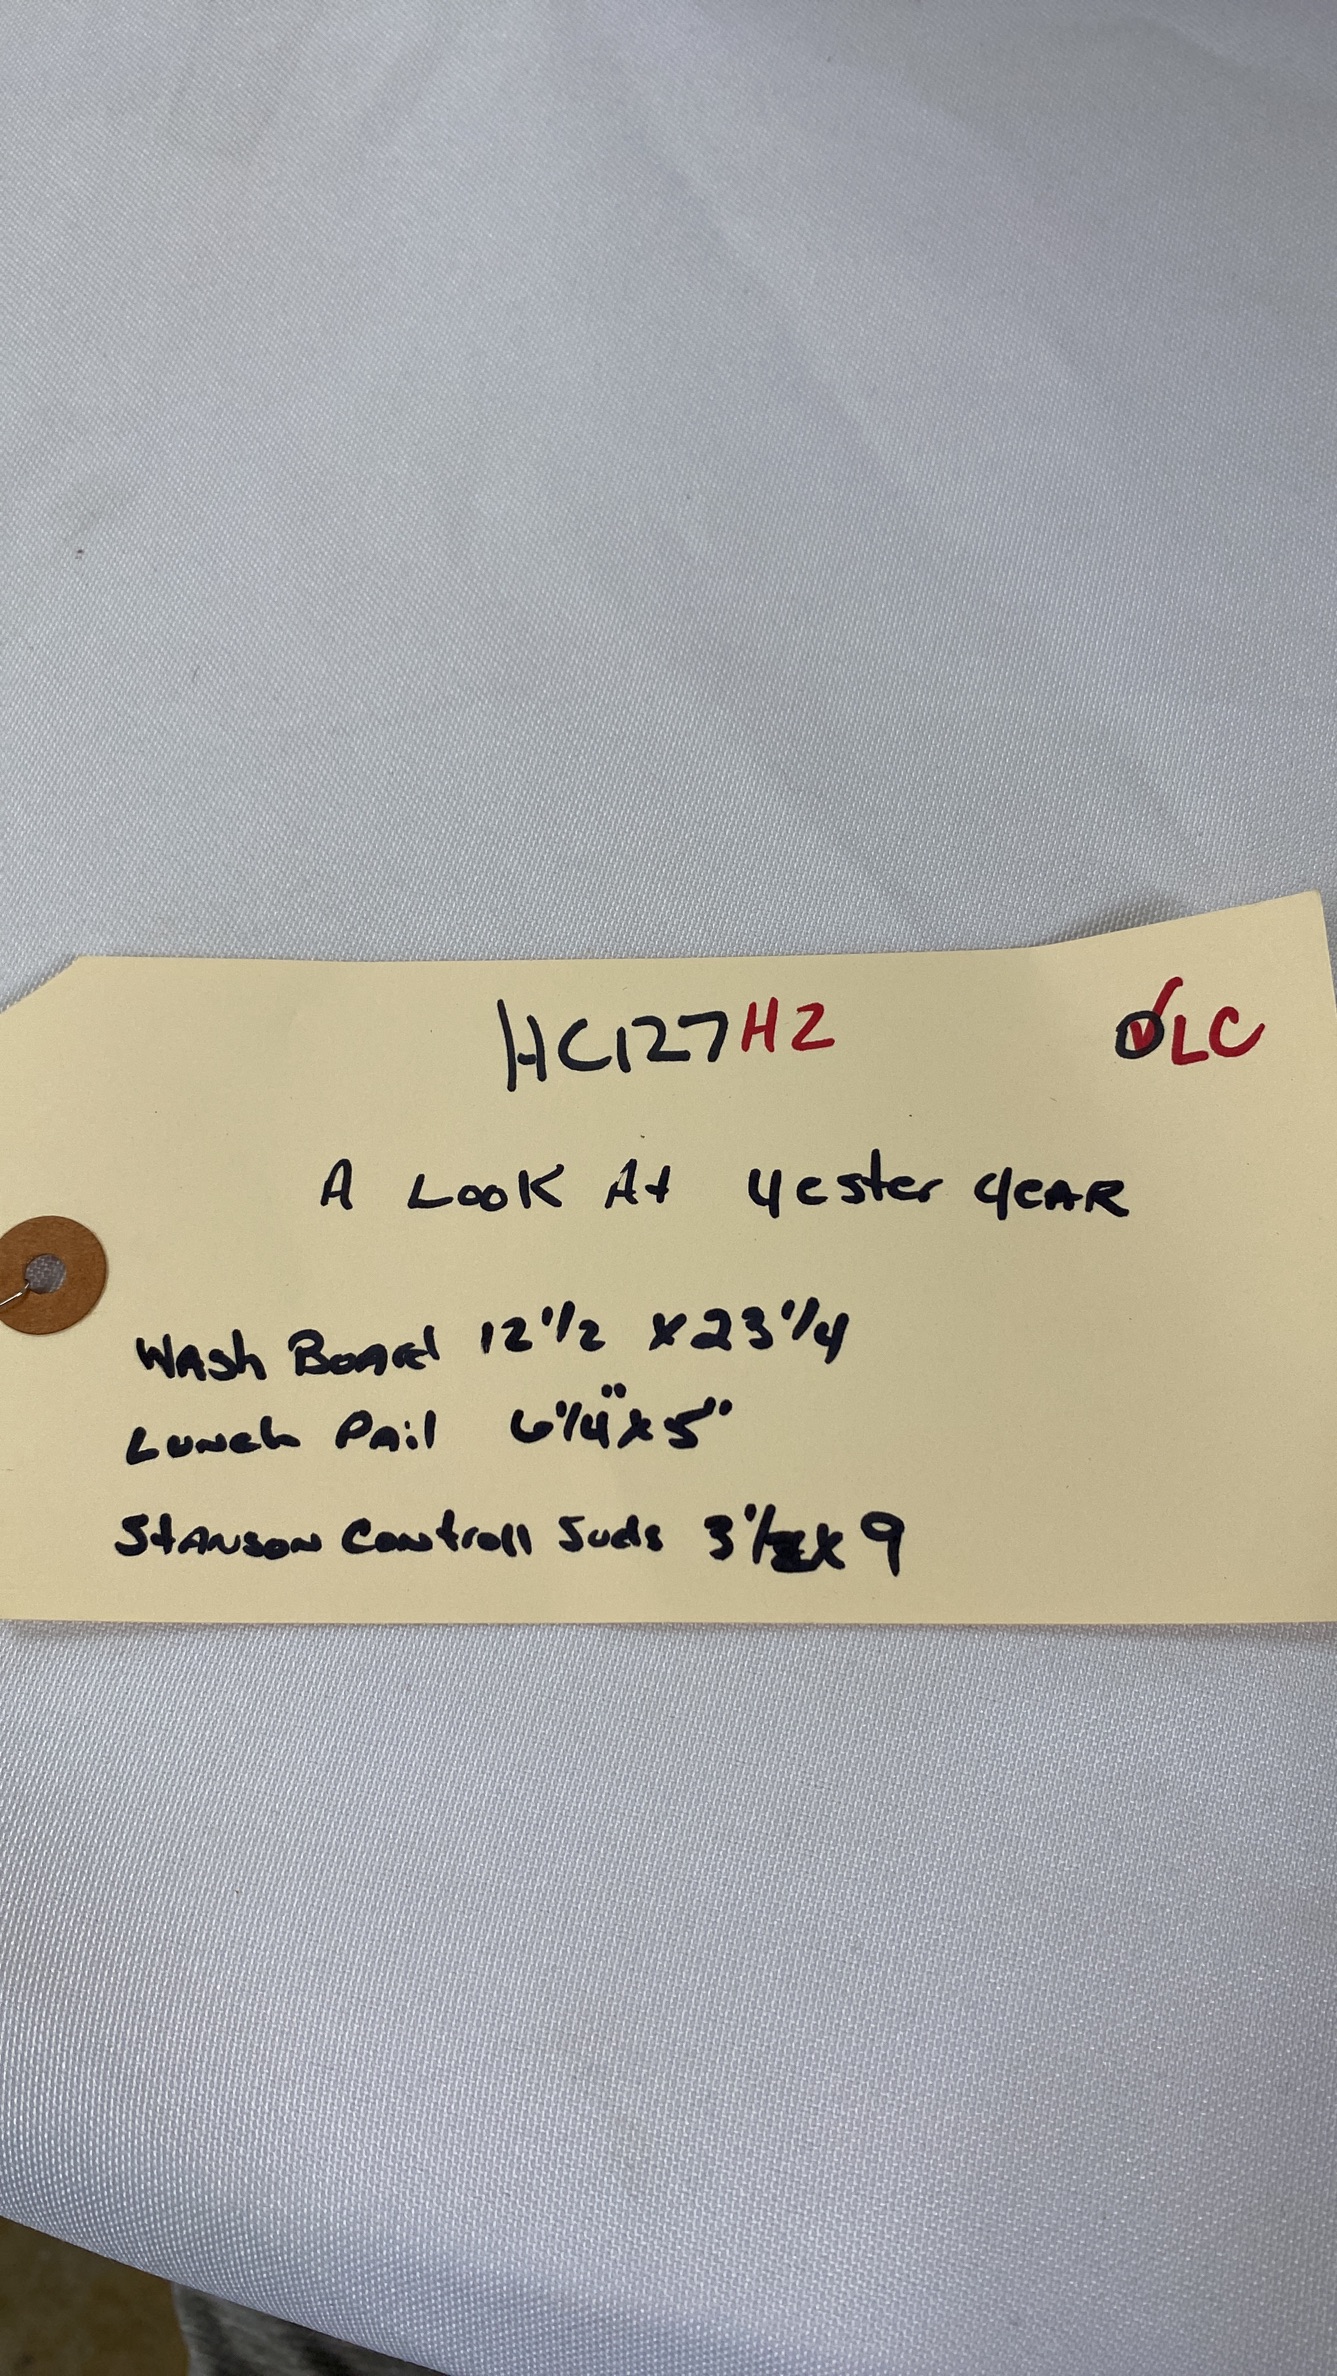 HC127H2 ✓LC
A Look At Yester Year
Wash Board 12 1/2 x 23 1/4
Lunch Pail 6 1/4" x 5"
Stanson Controll Suds 3 1/2 x 9